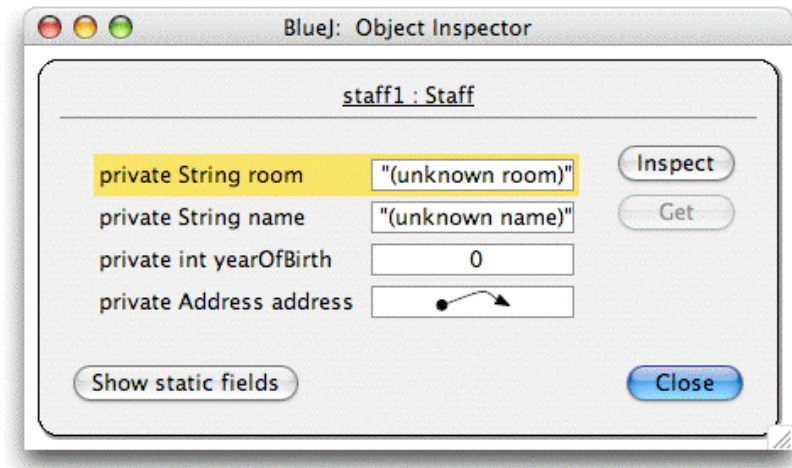 BlueJ: Object Inspector
staff1 : Staff
private String room "(unknown room)"
Inspect
private String name "(unknown name)"
Get
private int yearOfBirth 0
private Address address
Show static fields
Close